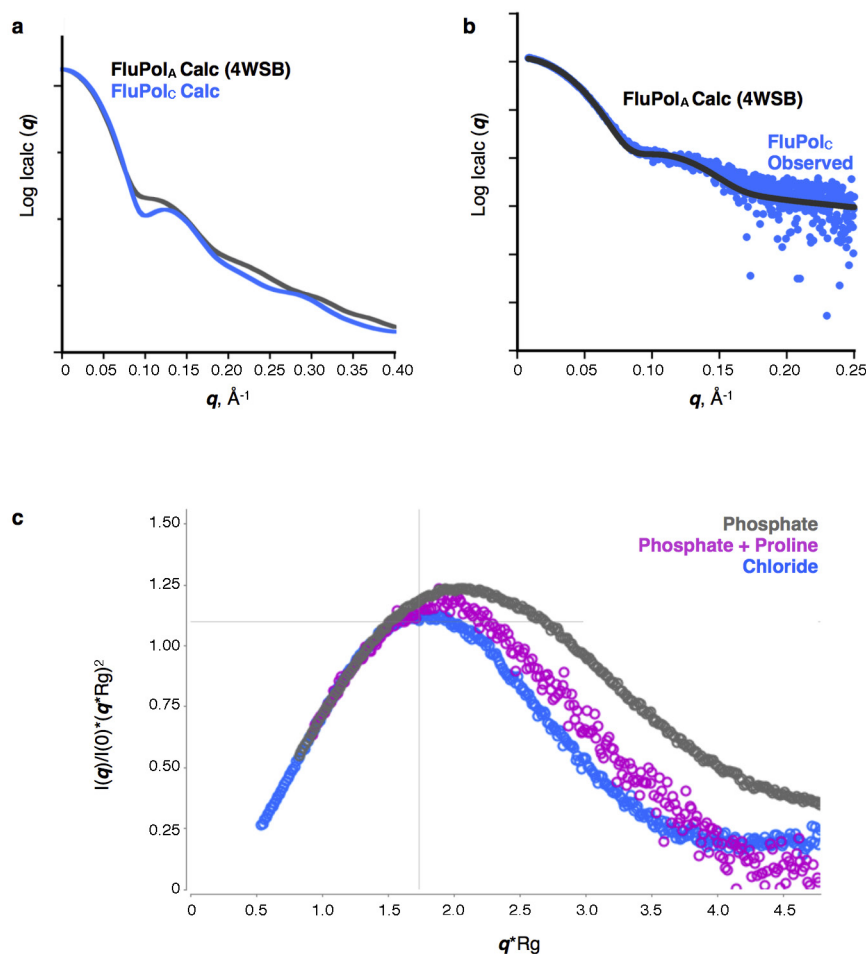 a
FluPolA Calc (4WSB)
FluPolC Calc
Log Icalc (q)
0 0.05 0.10 0.15 0.20 0.25 0.30 0.35 0.40
q, Å-1
b
FluPolA Calc (4WSB)
FluPolC
Observed
Log Icalc (q)
0 0.05 0.10 0.15 0.20 0.25
q, Å-1
c
Phosphate
Phosphate + Proline
Chloride
I(q)/I(0)*(q*Rg)2
1.50
1.25
1.00
0.75
0.50
0.25
0
0 0.5 1.0 1.5 2.0 2.5 3.0 3.5 4.0 4.5
q*Rg